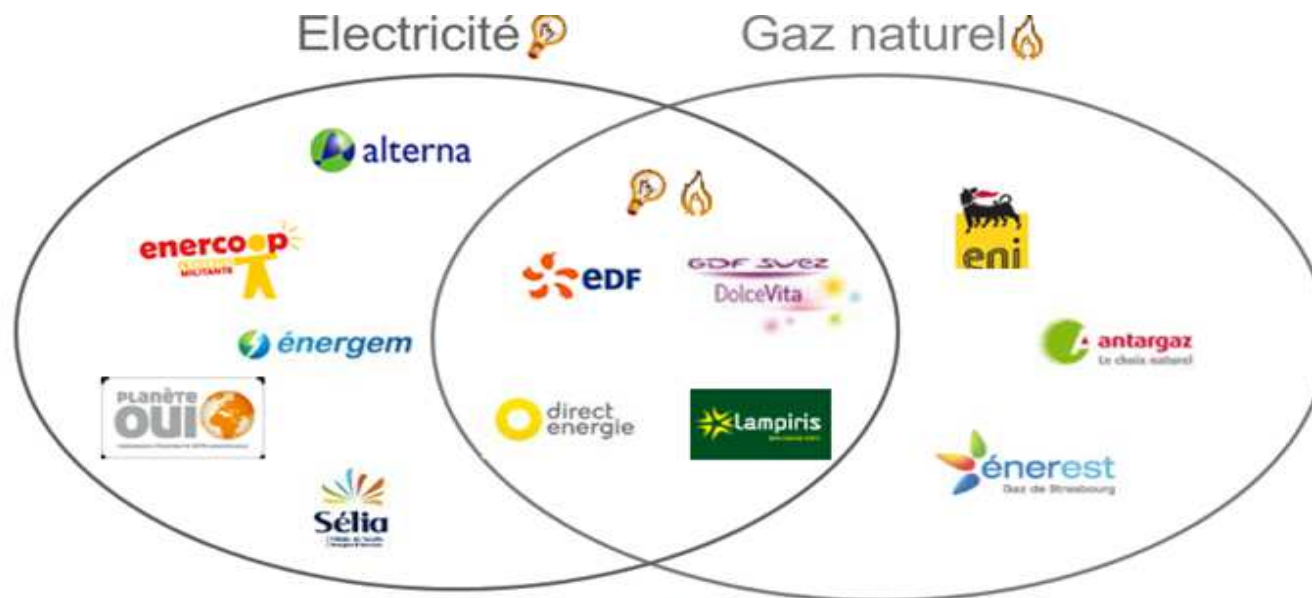 Electricité
Gaz naturel
alterna
enercoop
MILITANTE
énergem
PLANÈTE
OUI
Sélia
eDF
GDF SUEZ
DolceVita
direct
energie
Lampiris
eni
antargaz
Le choix naturel
énerest
Gaz de Strasbourg